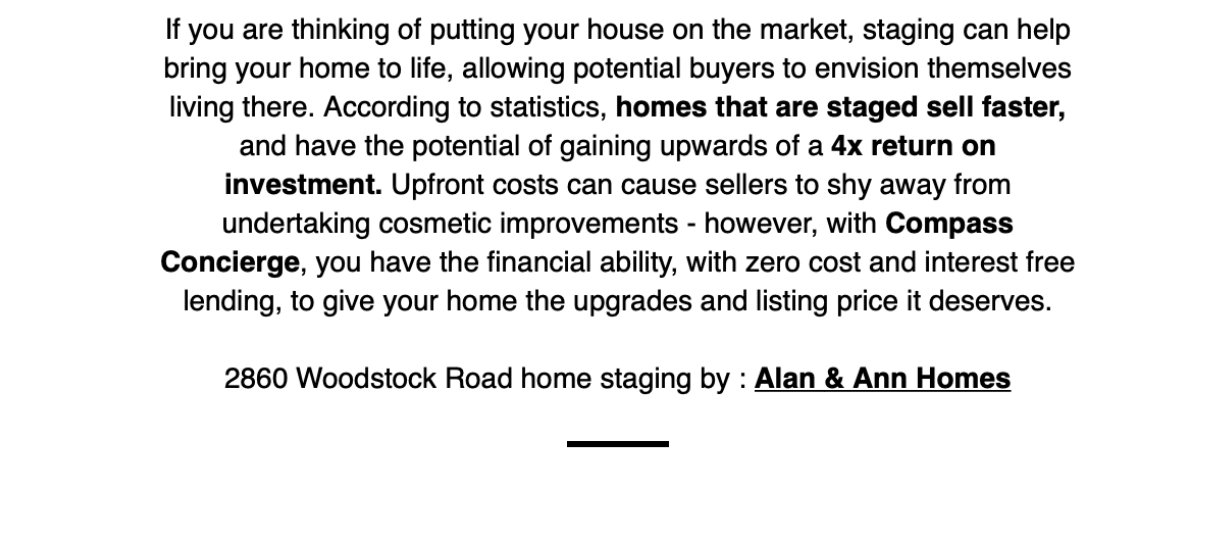 If you are thinking of putting your house on the market, staging can help
bring your home to life, allowing potential buyers to envision themselves
living there. According to statistics, homes that are staged sell faster,
and have the potential of gaining upwards of a 4x return on
investment. Upfront costs can cause sellers to shy away from
undertaking cosmetic improvements - however, with Compass
Concierge, you have the financial ability, with zero cost and interest free
lending, to give your home the upgrades and listing price it deserves.
2860 Woodstock Road home staging by : Alan & Ann Homes